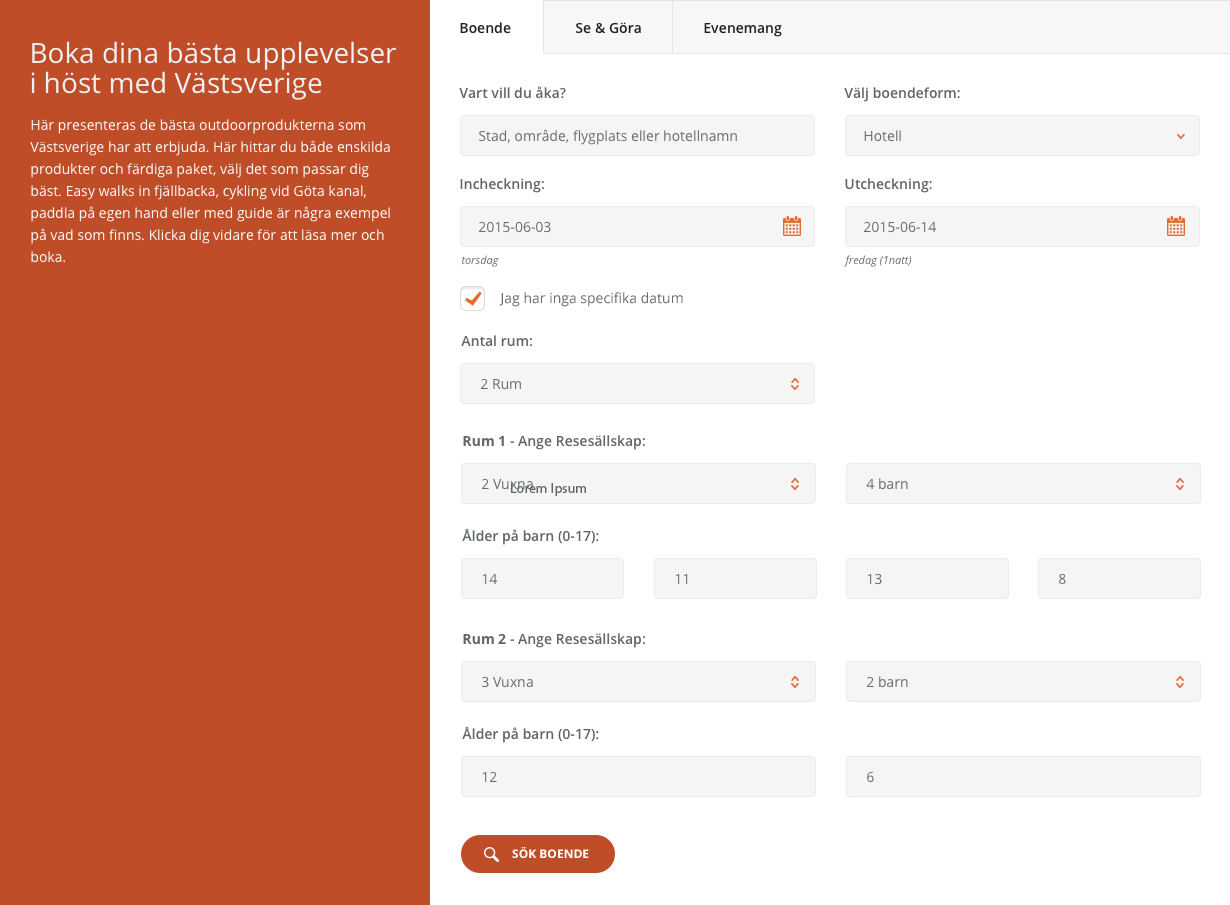 Boka dina bästa upplevelser
i höst med Västsverige
Här presenteras de bästa outdoorprodukterna som
Västsverige har att erbjuda. Här hittar du både enskilda
produkter och färdiga paket, välj det som passar dig
bäst. Easy walks in fjällbacka, cykling vid Göta kanal,
paddla på egen hand eller med guide är några exempel
på vad som finns. Klicka dig vidare för att läsa mer och
boka.
Boende
Se & Göra
Evenemang
Vart vill du åka?
Välj boendeform:
Stad, område, flygplats eller hotellnamn
Hotell
Incheckning:
Utcheckning:
2015-06-03
2015-06-14
torsdag
fredag (1natt)
Jag har inga specifika datum
Antal rum:
2 Rum
Rum 1 - Ange Resesällskap:
2 Vuxna
Lorem Ipsum
4 barn
Ålder på barn (0-17):
14
11
13
8
Rum 2 - Ange Resesällskap:
3 Vuxna
2 barn
Ålder på barn (0-17):
12
6
SÖK BOENDE